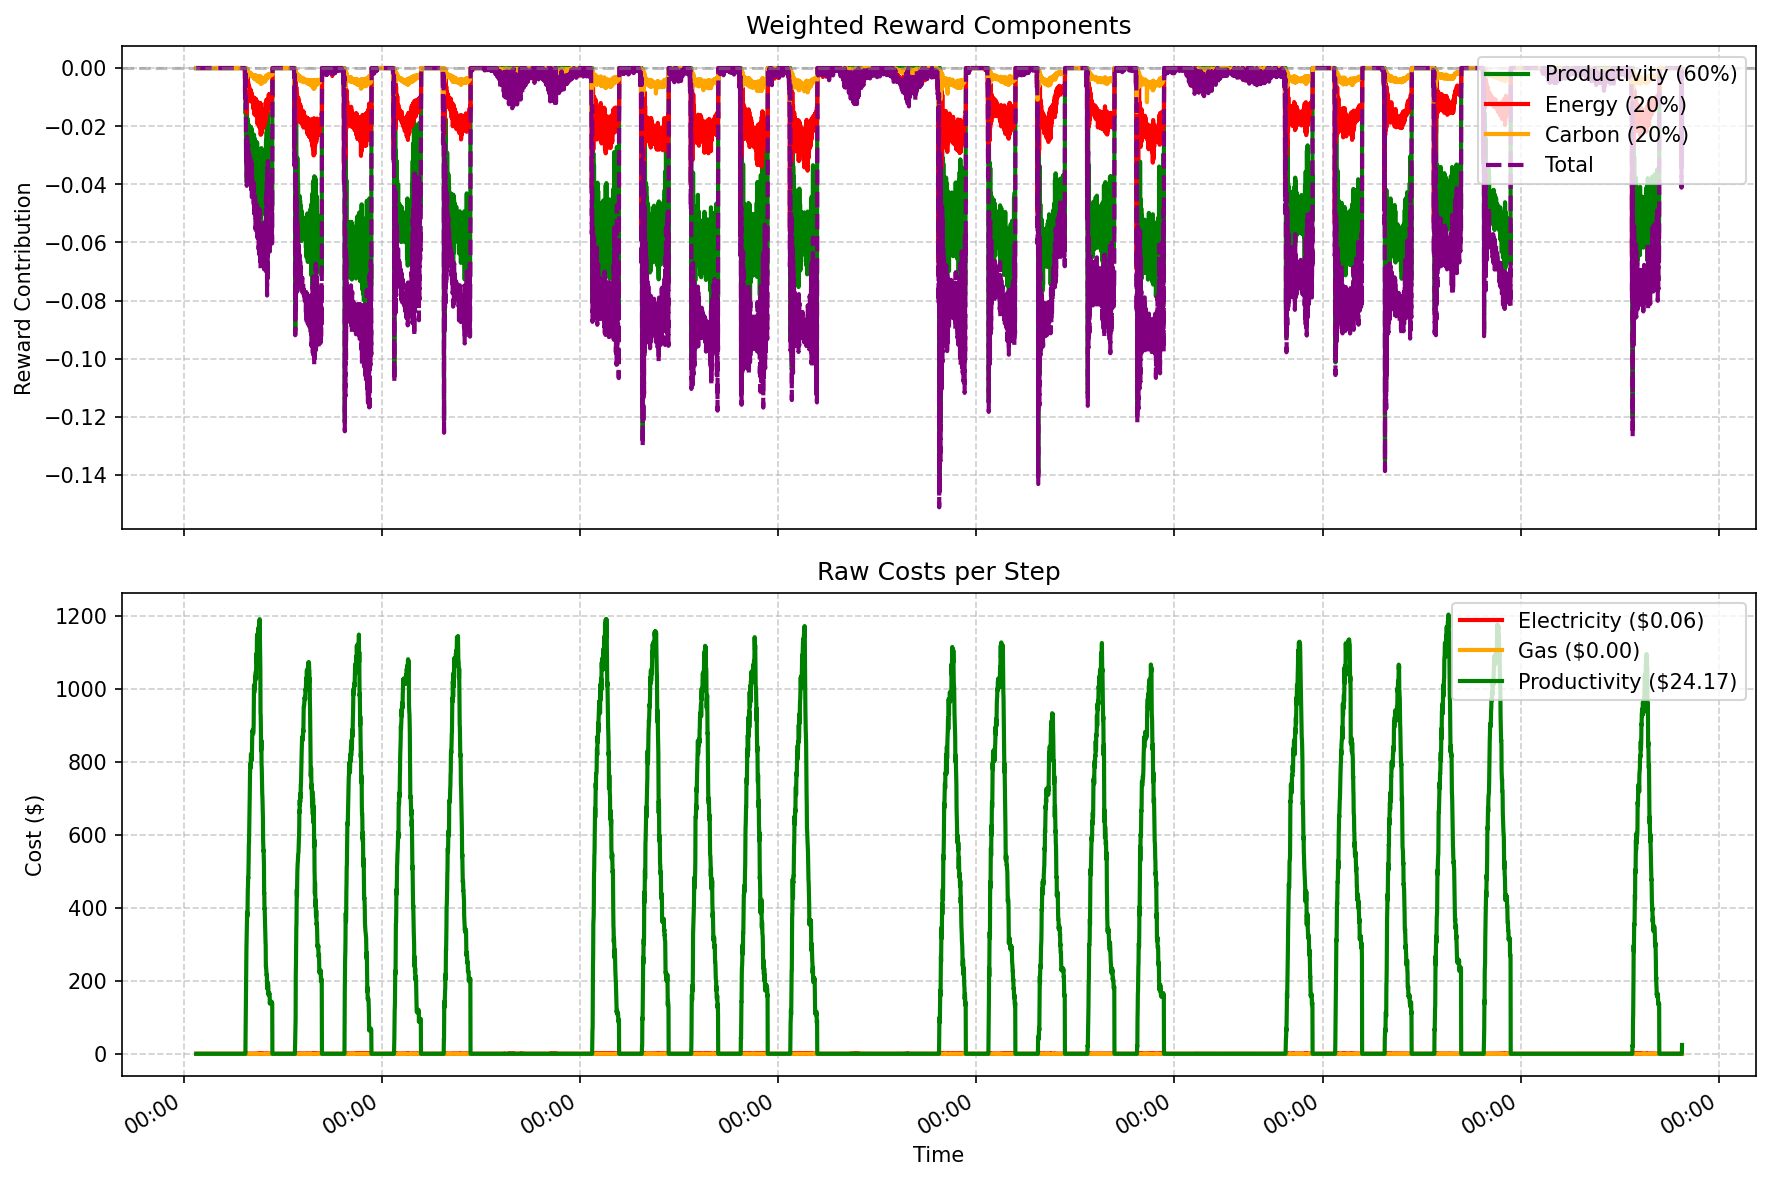 Weighted Reward Components
Reward Contribution
0.00
−0.02
−0.04
−0.06
−0.08
−0.10
−0.12
−0.14
Productivity (60%)
Energy (20%)
Carbon (20%)
Total
Raw Costs per Step
Cost ($)
1200
1000
800
600
400
200
0
Electricity ($0.06)
Gas ($0.00)
Productivity ($24.17)
00:00
00:00
00:00
00:00
00:00
00:00
00:00
00:00
00:00
Time